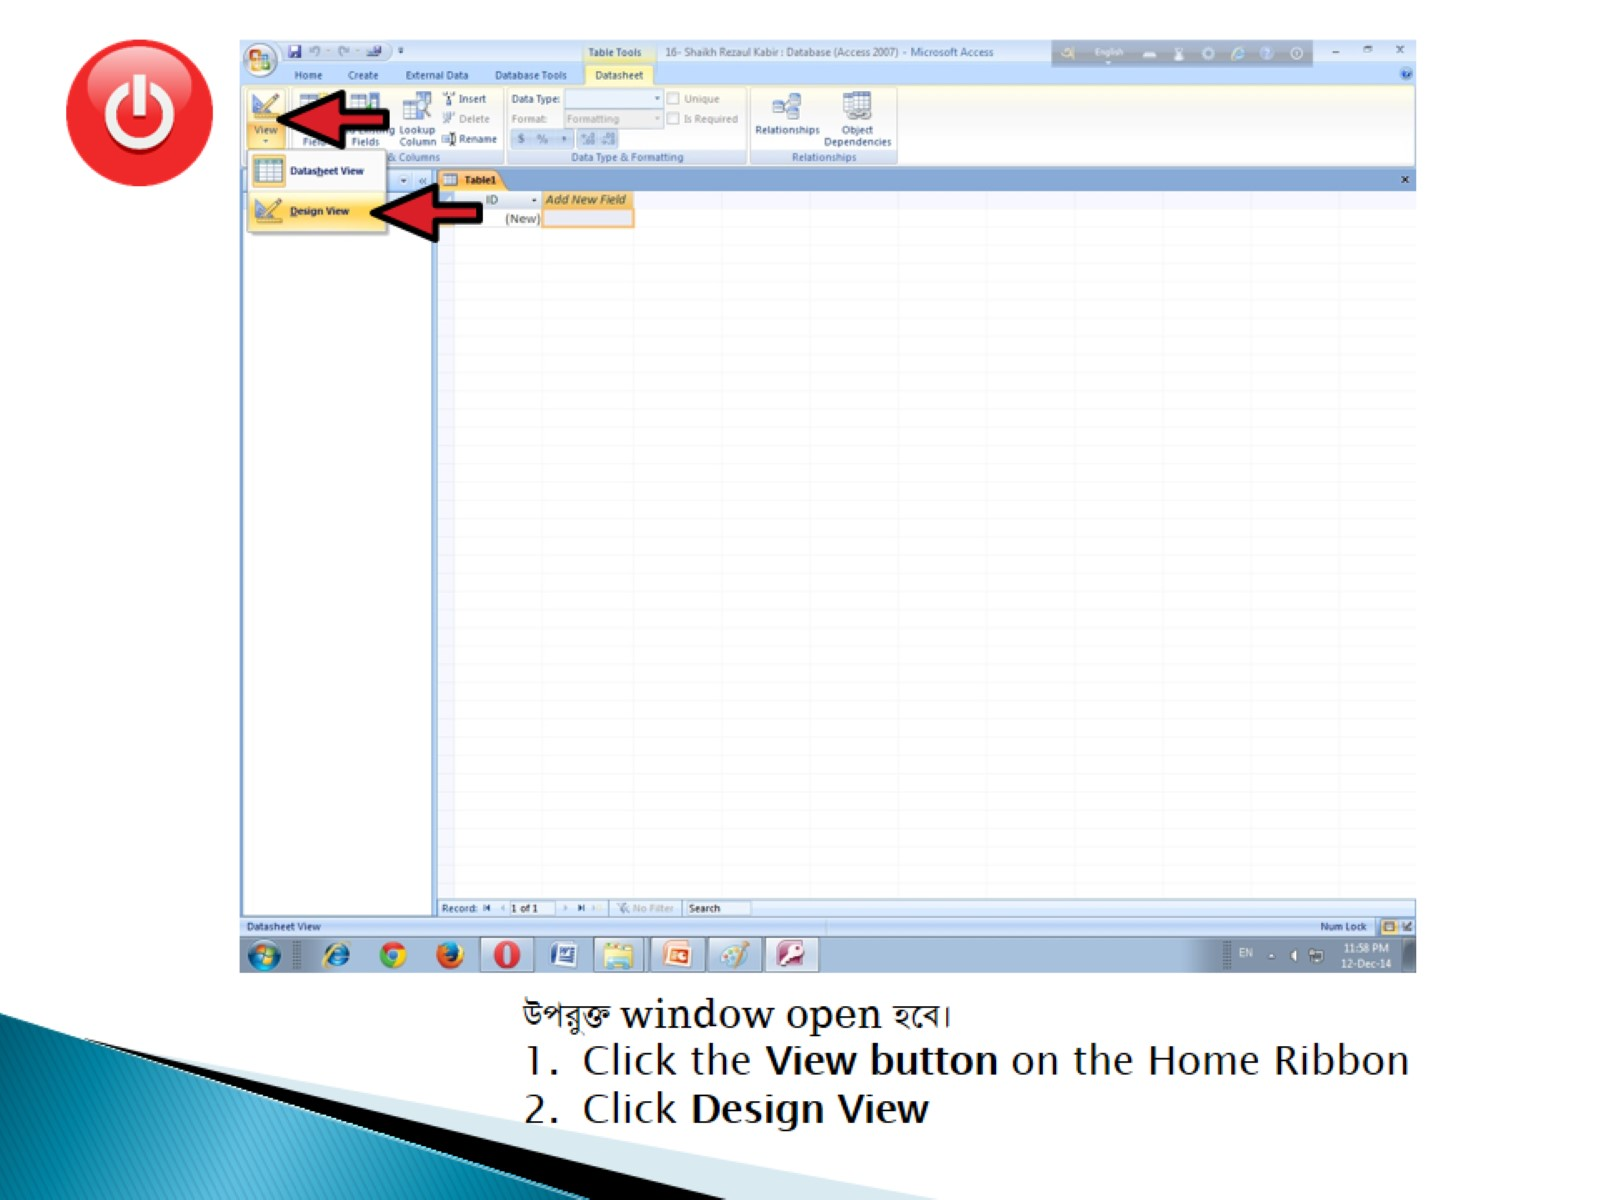 Table Tools 16- Shaikh Rezaul Kabir : Database (Access 2007) - Microsoft Access English
Home Create External Data Database Tools Datasheet
View
Fields
Lookup Column
Insert
Delete
Rename
& Columns
Data Type:
Format: Formatting
Unique
Is Required
$ %
Data Type & Formatting
Relationships
Object Dependencies
Relationships
Datasheet View
Design View
Table1
ID Add New Field
(New)
Record: 1 of 1 No Filter Search
Datasheet View Num Lock
EN 11:58 PM
12-Dec-14
উপরুক্ত window open হবে।
1. Click the View button on the Home Ribbon
2. Click Design View